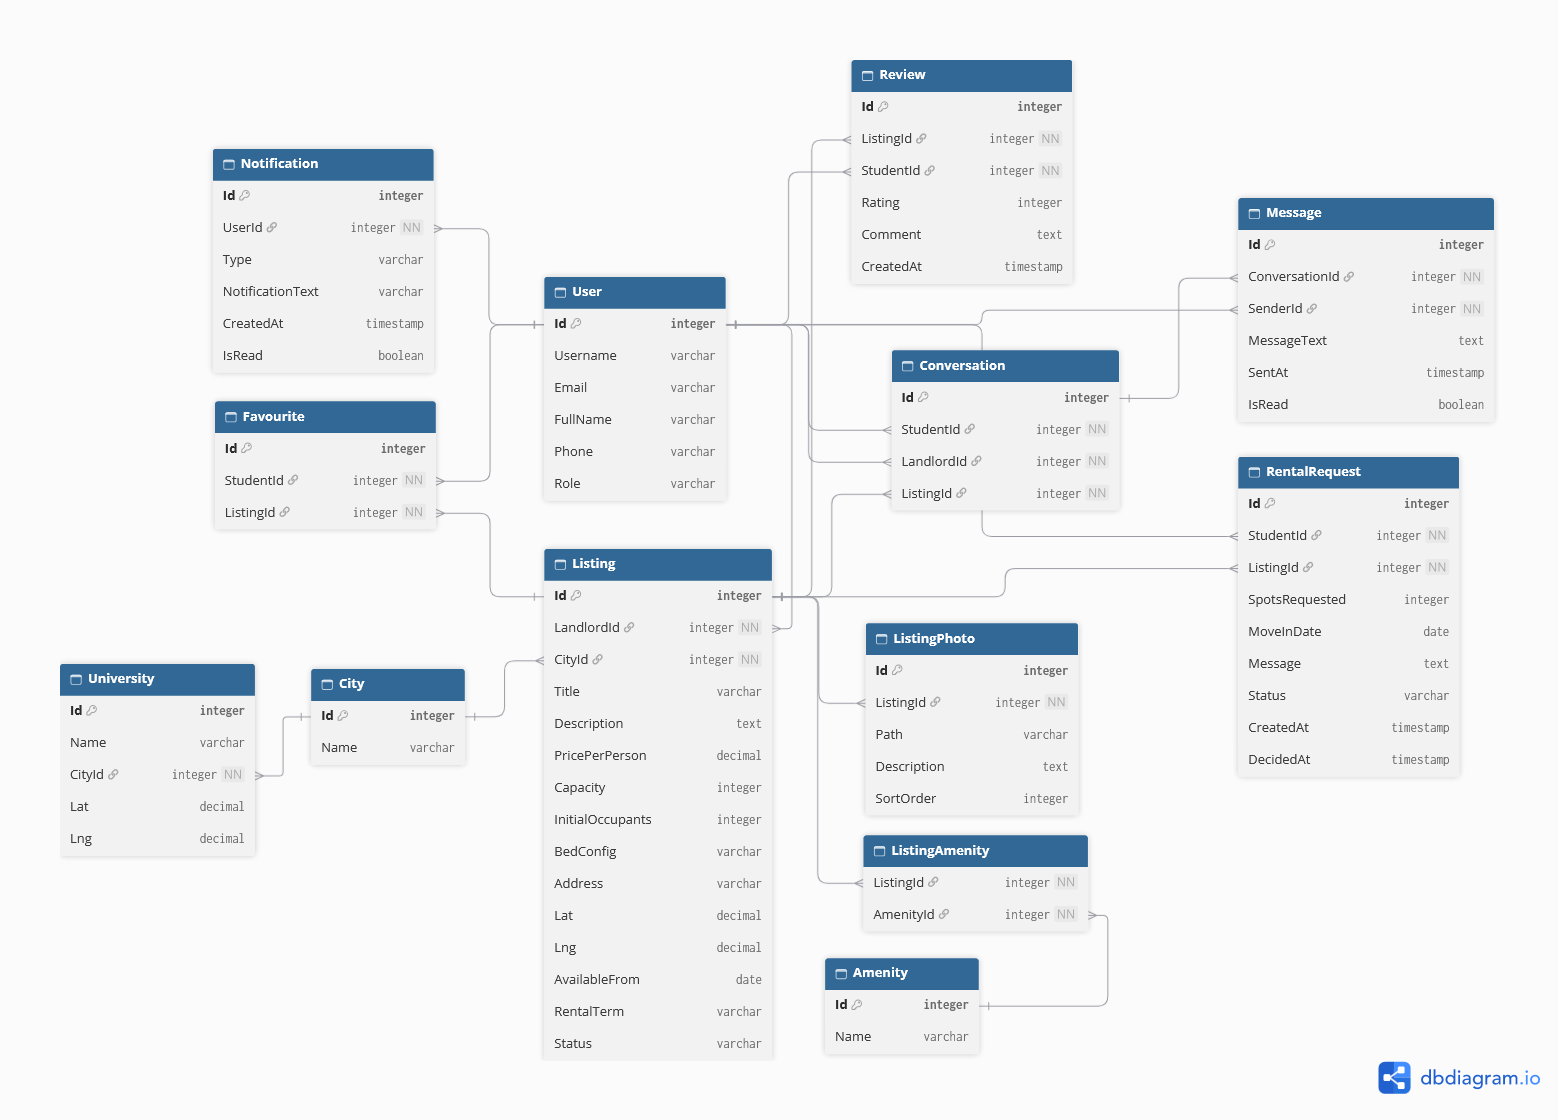 Review
Id integer
ListingId integer NN
StudentId integer NN
Rating integer
Comment text
CreatedAt timestamp
Notification
Id integer
UserId integer NN
Type varchar
NotificationText varchar
CreatedAt timestamp
IsRead boolean
Message
Id integer
ConversationId integer NN
SenderId integer NN
MessageText text
SentAt timestamp
IsRead boolean
User
Id integer
Username varchar
Email varchar
FullName varchar
Phone varchar
Role varchar
Conversation
Id integer
StudentId integer NN
LandlordId integer NN
ListingId integer NN
Favourite
Id integer
StudentId integer NN
ListingId integer NN
RentalRequest
Id integer
StudentId integer NN
ListingId integer NN
SpotsRequested integer
MoveInDate date
Message text
Status varchar
CreatedAt timestamp
DecidedAt timestamp
Listing
Id integer
LandlordId integer NN
CityId integer NN
Title varchar
Description text
PricePerPerson decimal
Capacity integer
InitialOccupants integer
BedConfig varchar
Address varchar
Lat decimal
Lng decimal
AvailableFrom date
RentalTerm varchar
Status varchar
ListingPhoto
Id integer
ListingId integer NN
Path varchar
Description text
SortOrder integer
University
Id integer
Name varchar
CityId integer NN
Lat decimal
Lng decimal
City
Id integer
Name varchar
ListingAmenity
ListingId integer NN
AmenityId integer NN
Amenity
Id integer
Name varchar
dbdiagram.io